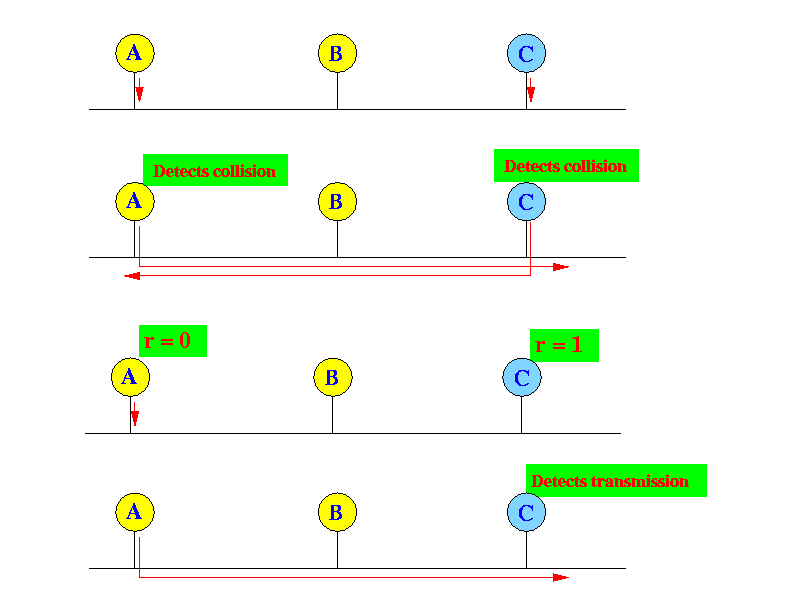 A B C
Detects collision Detects collision
A B C
r = 0 r = 1
A B C
Detects transmission
A B C